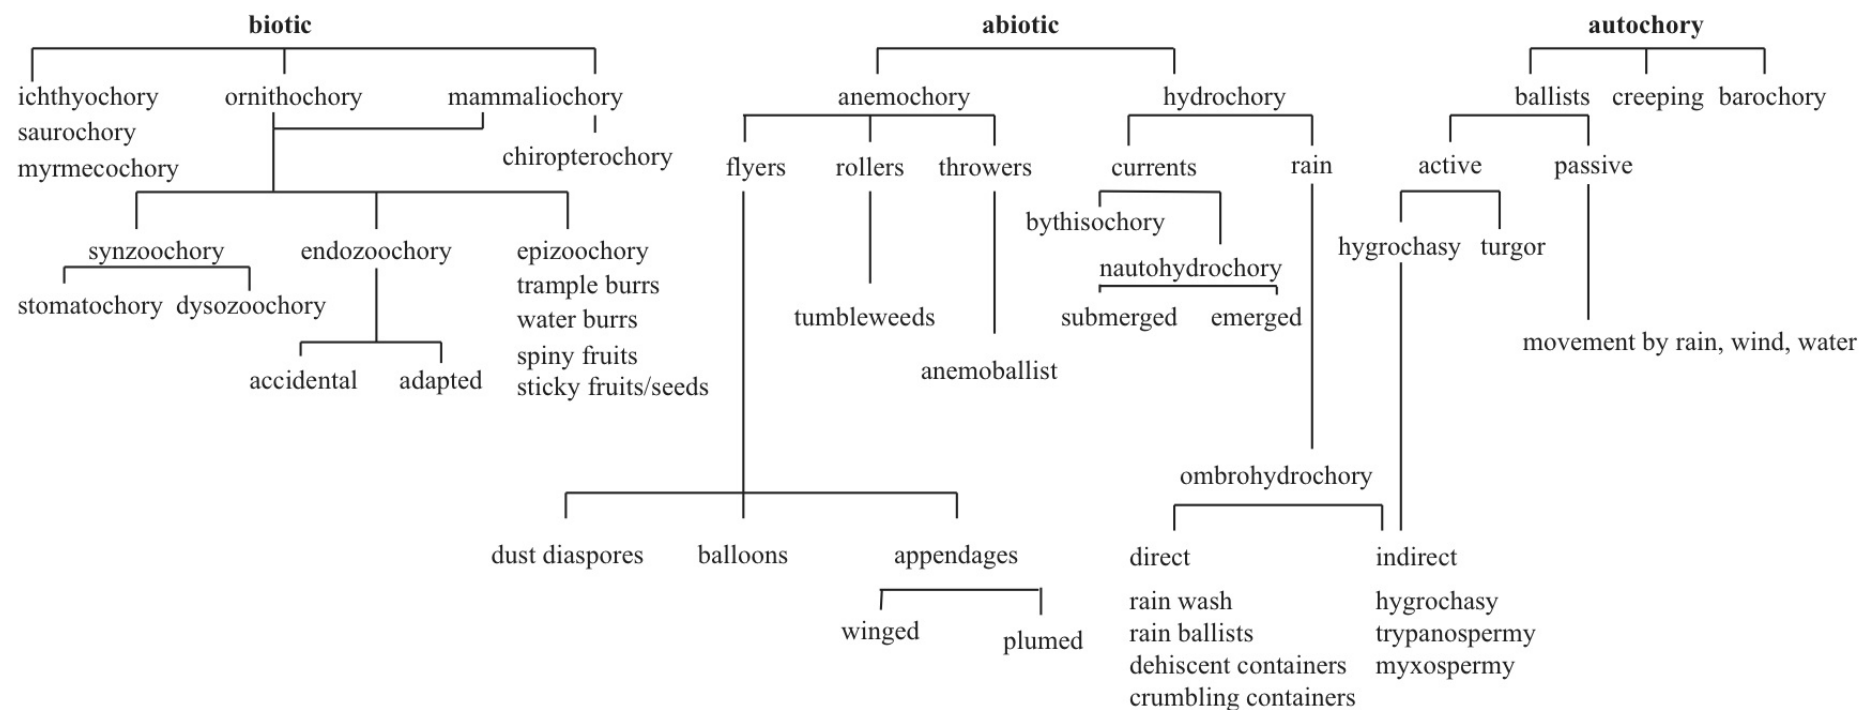 biotic
abiotic
autochory
ichthyochory
ornithochory
mammaliochory
saurochory
myrmecochory
chiropterochory
synzoochory
endozoochory
epizoochory
stomatochory
dysozoochory
trample burrs
water burrs
spiny fruits
sticky fruits/seeds
accidental
adapted
anemochory
hydrochory
flyers
rollers
throwers
currents
rain
bythisochory
nautohydrochory
submerged
emerged
tumbleweeds
anemoballist
ombrohydrochory
dust diaspores
balloons
appendages
winged
plumed
direct
indirect
rain wash
rain ballists
dehiscent containers
crumbling containers
hygrochasy
trypanospermy
myxospermy
ballists
creeping
barochory
active
passive
hygrochasy
turgor
movement by rain, wind, water